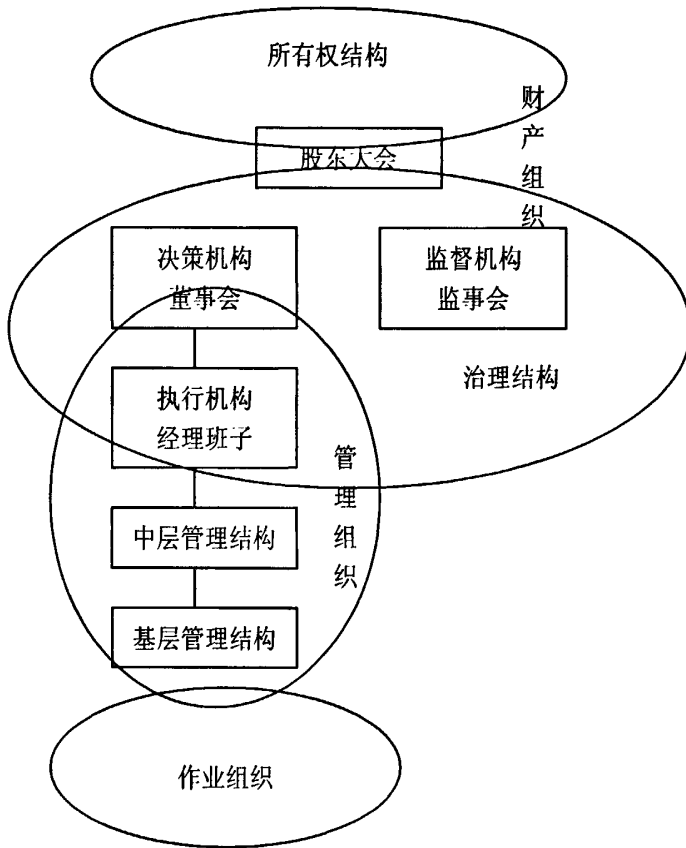 所有权结构
财产组织
股东大会
决策机构
董事会
监督机构
监事会
治理结构
执行机构
经理班子
管理组织
中层管理结构
基层管理结构
作业组织